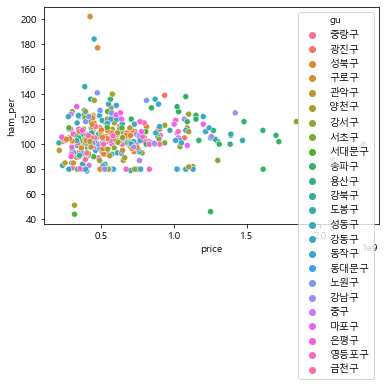 gu
중랑구
광진구
성북구
구로구
관악구
양천구
강서구
서초구
서대문구
송파구
용산구
강북구
도봉구
성동구
강동구
동작구
동대문구
노원구
강남구
중구
마포구
은평구
영등포구
금천구
200
180
160
140
120
100
80
60
40
ham_per
0.5 1.0 1.5 2.0
1e9
price